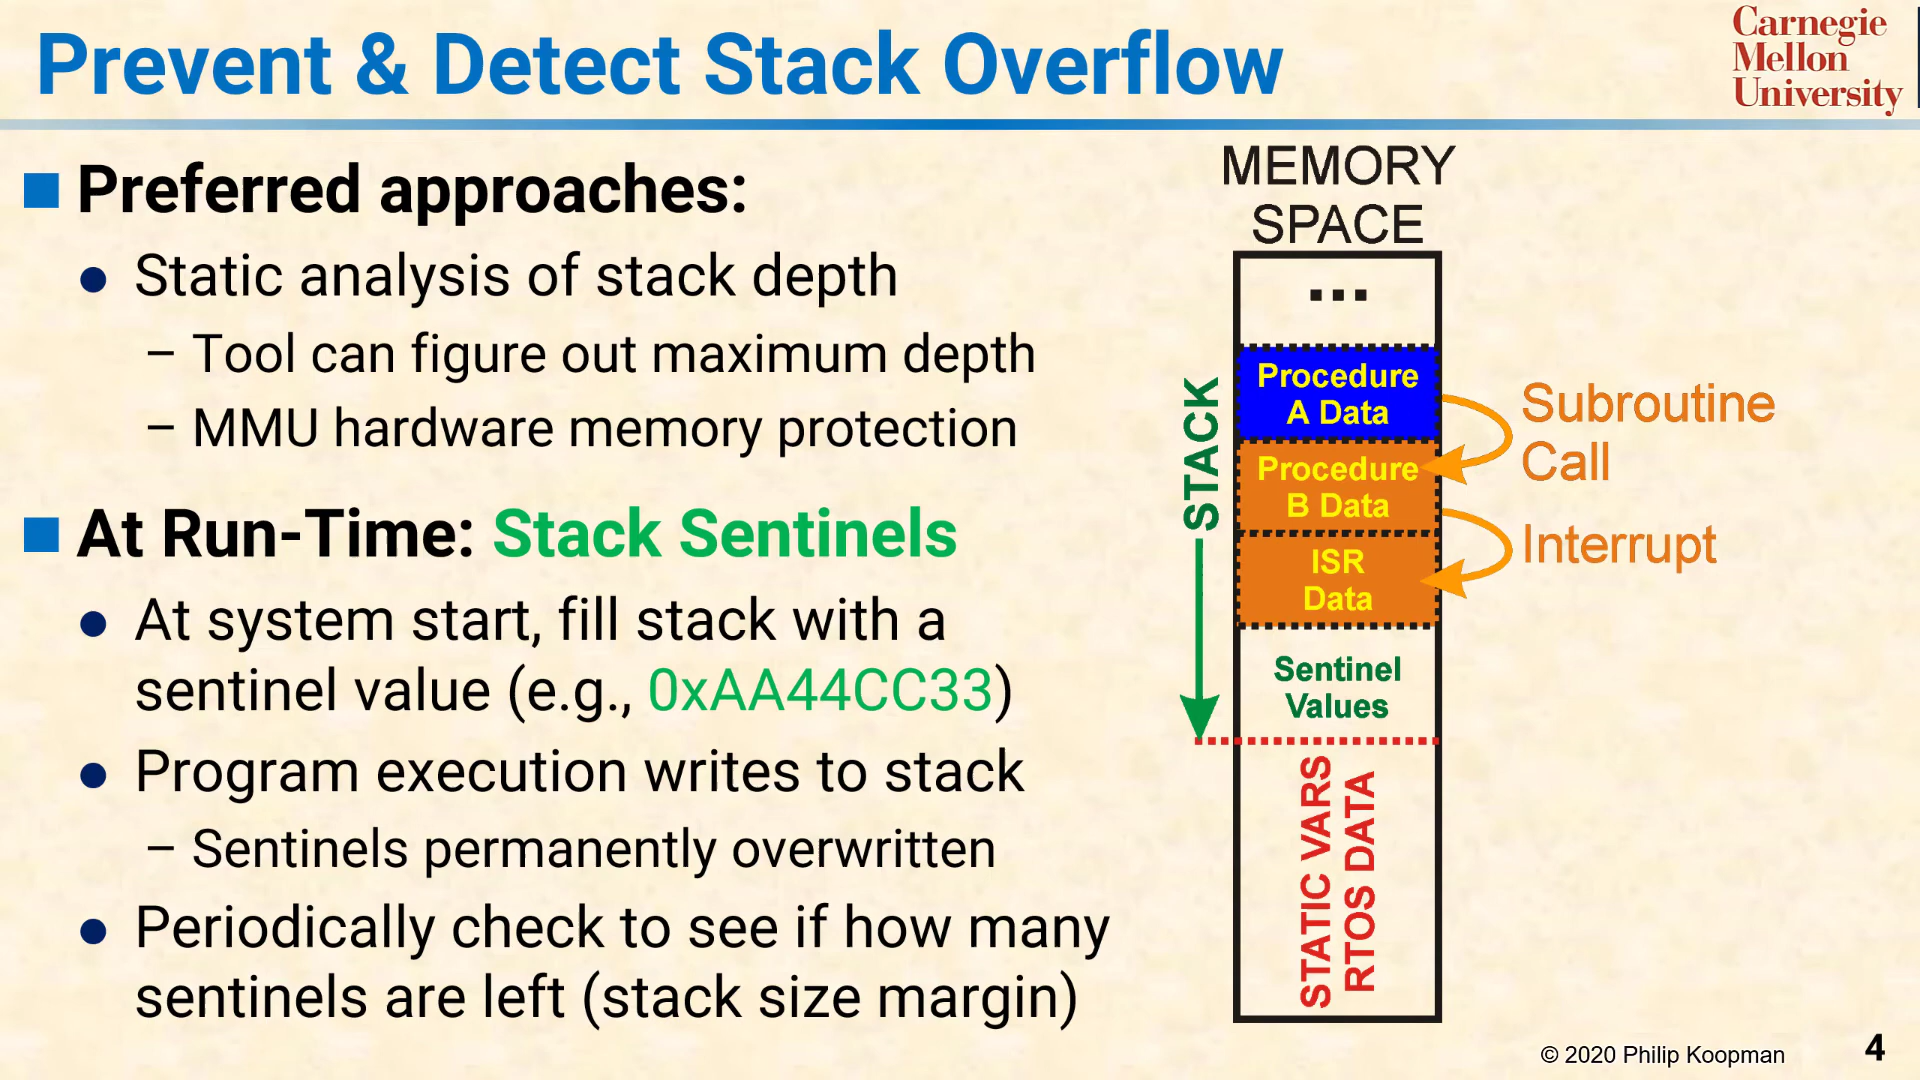 Prevent & Detect Stack Overflow
Carnegie
Mellon
University
Preferred approaches:
Static analysis of stack depth
– Tool can figure out maximum depth
– MMU hardware memory protection
At Run-Time: Stack Sentinels
At system start, fill stack with a
sentinel value (e.g., 0xAA44CC33)
Program execution writes to stack
– Sentinels permanently overwritten
Periodically check to see if how many
sentinels are left (stack size margin)
MEMORY
SPACE
...
STACK
Procedure
A Data
Procedure
B Data
ISR
Data
Sentinel
Values
STATIC VARS
RTOS DATA
Subroutine
Call
Interrupt
© 2020 Philip Koopman
4